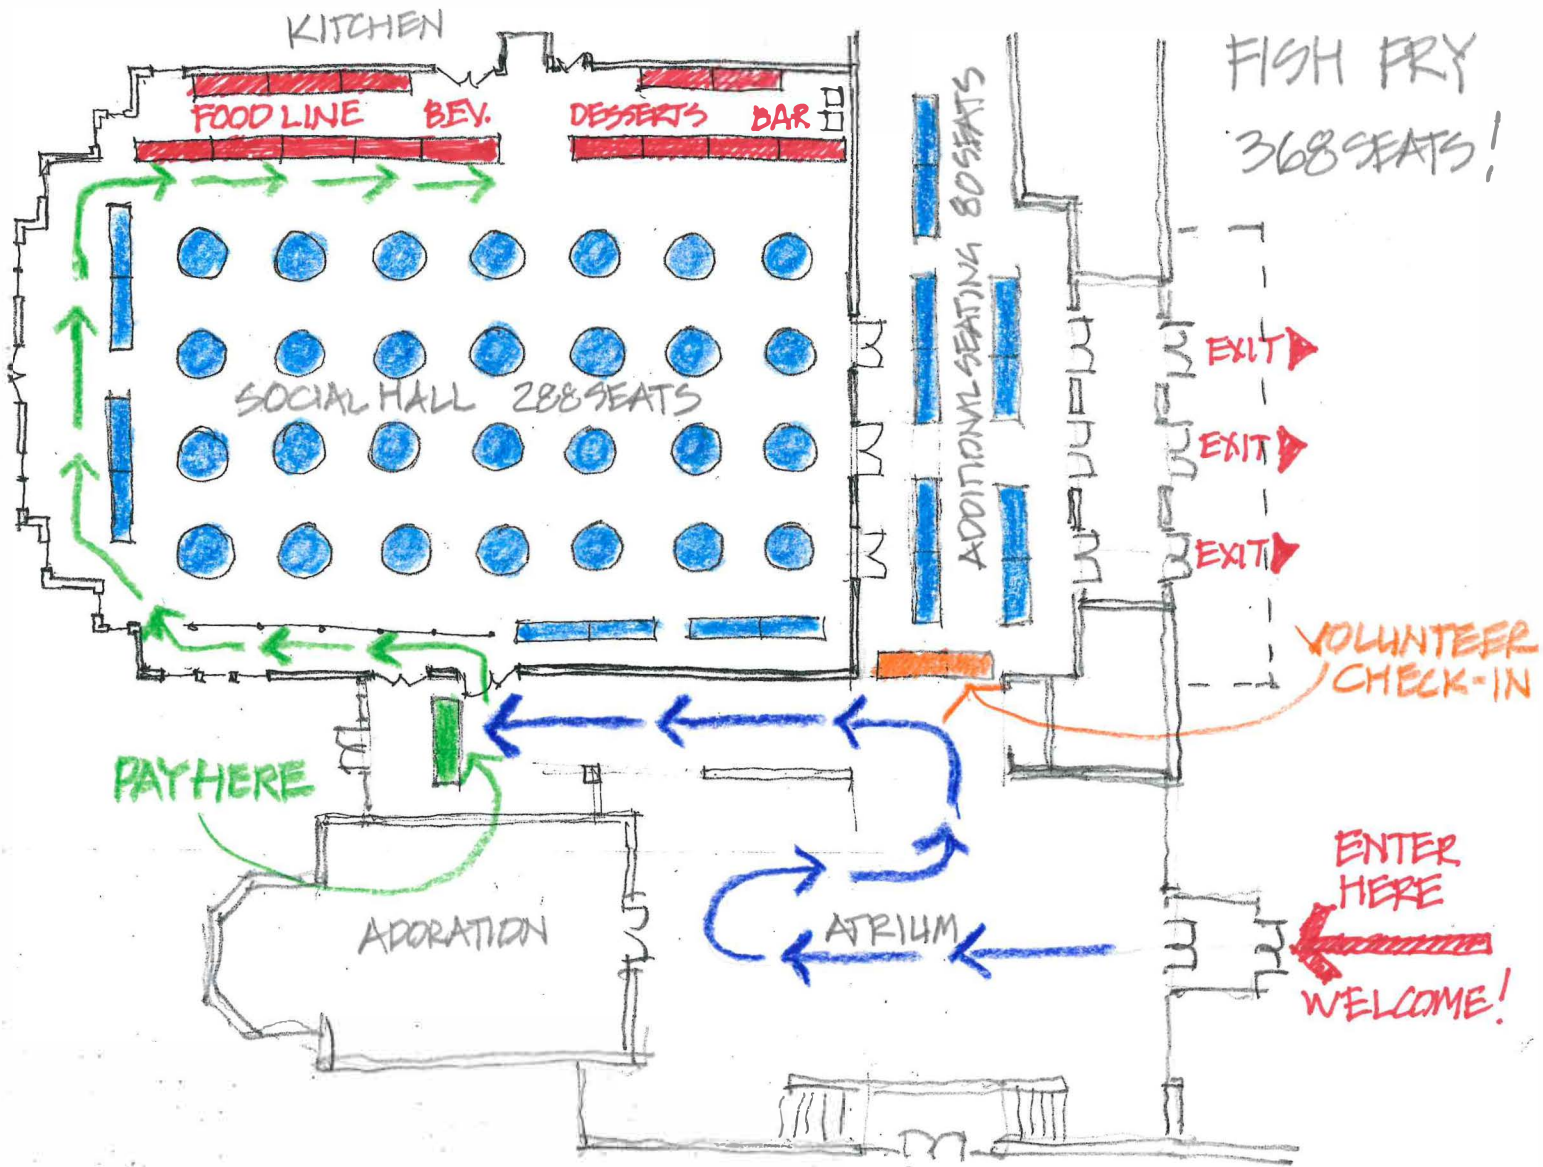 KITCHEN
FISH FRY
368 SEATS!
FOOD LINE
BEV.
DESSERTS
BAR
ADDITIONAL SEATING 80 SEATS
SOCIAL HALL 288 SEATS
EXIT
EXIT
EXIT
VOLUNTEER
CHECK-IN
PAY HERE
ENTER
HERE
ADORATION
ATRIUM
WELCOME!